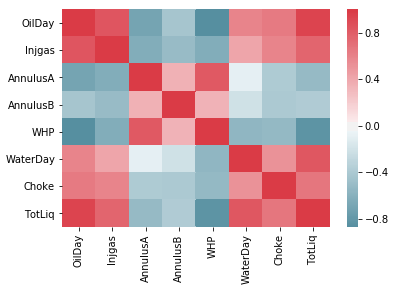 OilDay
Injgas
AnnulusA
AnnulusB
WHP
WaterDay
Choke
TotLiq
OilDay
Injgas
AnnulusA
AnnulusB
WHP
WaterDay
Choke
TotLiq
0.8
0.4
0.0
−0.4
−0.8